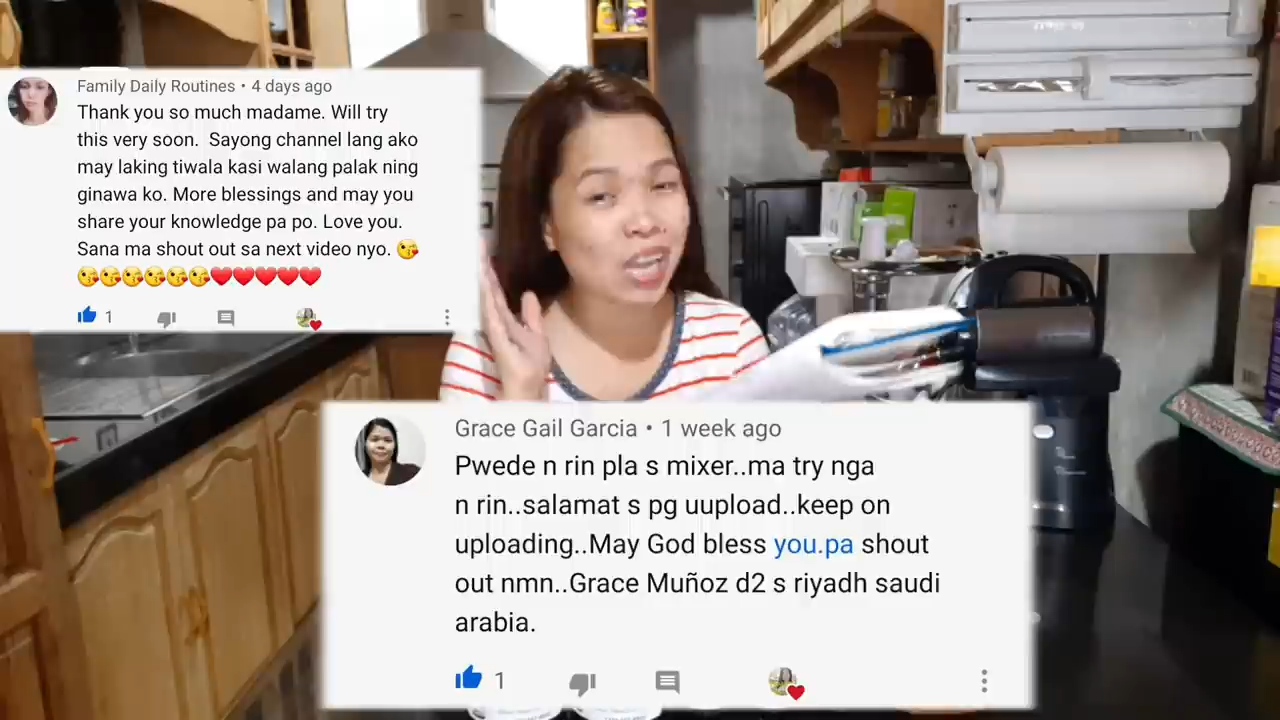 Family Daily Routines • 4 days ago
Thank you so much madame. Will try
this very soon.  Sayong channel lang ako
may laking tiwala kasi walang palak ning
ginawa ko. More blessings and may you
share your knowledge pa po. Love you.
Sana ma shout out sa next video nyo. 😘
😘😘😘😘😘😘❤❤❤❤❤
1
Grace Gail Garcia • 1 week ago
Pwede n rin pla s mixer..ma try nga
n rin..salamat s pg uupload..keep on
uploading..May God bless you.pa shout
out nmn..Grace Muñoz d2 s riyadh saudi
arabia.
1